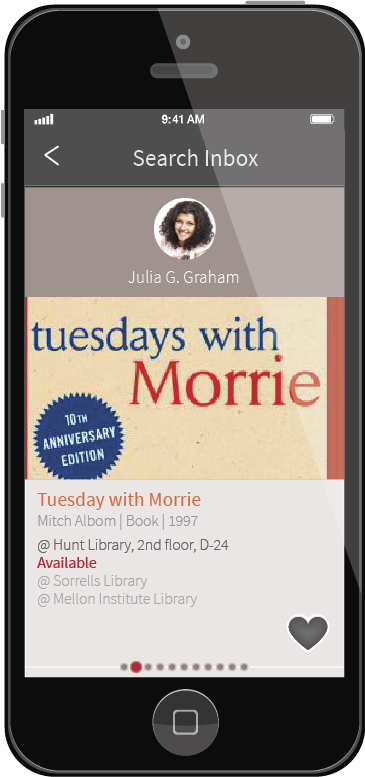 9:41 AM
Search Inbox
Julia G. Graham
tuesdays with
Morrie
10TH
ANNIVERSARY
EDITION
Tuesday with Morrie
Mitch Albom | Book | 1997
@ Hunt Library, 2nd floor, D-24
Available
@ Sorrells Library
@ Mellon Institute Library